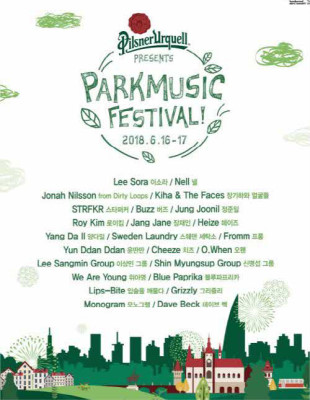 Pilsner Urquell
PRESENTS
PARKMUSIC
FESTIVAL!
2018.6.16-17
Lee Sora 이소라 / Nell 넬
Jonah Nilsson from Dirty Loops / Kiha & The Faces 장기하와 얼굴들
STRFKR 스타퍼커 / Buzz 버즈 / Jung Joonil 정준일
Roy Kim 로이킴 / Jang Jane 장재인 / Heize 헤이즈
Yang Da Il 양다일 / Sweden Laundry 스웨덴 세탁소 / Fromm 프롬
Yun Ddan Ddan 윤딴딴 / Cheeze 치즈 / O.When 오왠
Lee Sangmin Group 이상민 그룹 / Shin Myungsup Group 신명섭 그룹
We Are Young 위아영 / Blue Paprika 블루파프리카
Lips-Bite 입술을 깨물다 / Grizzly 그리즐리
Monogram 모노그램 / Dave Beck 데이브 백